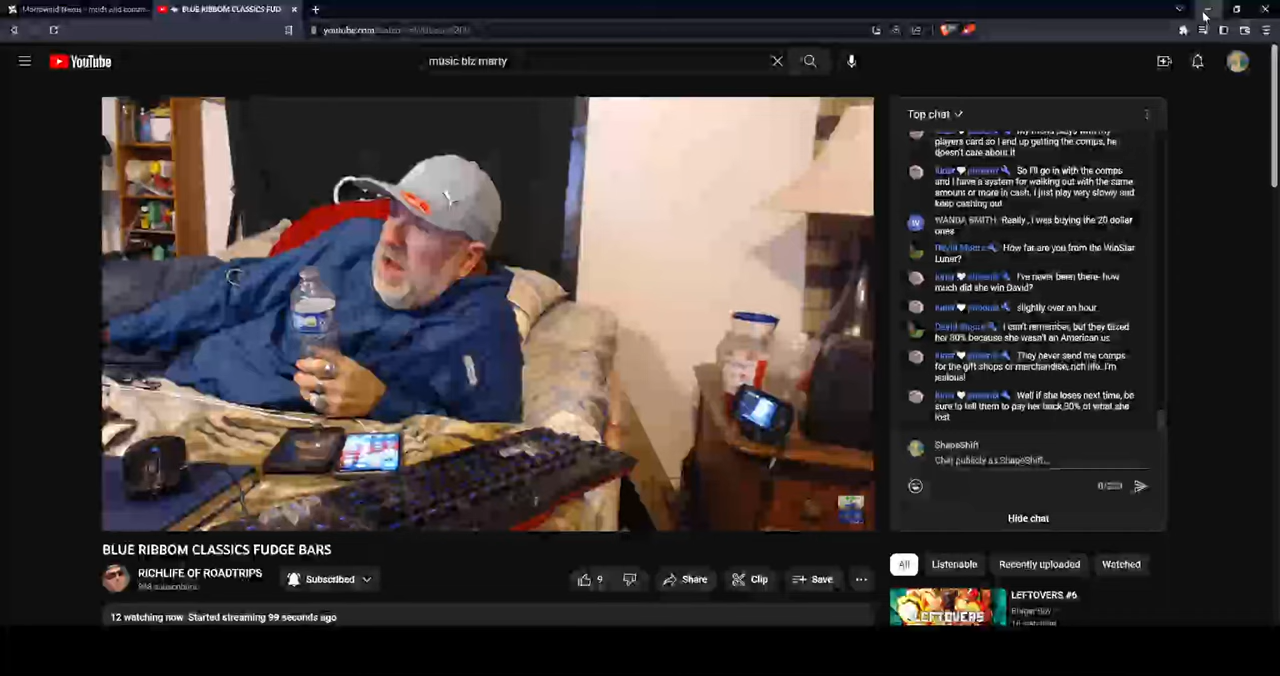 BLUE RIBBOM CLASSICS FUDG
youtube.com
YouTube
music biz marty
Top chat
players card so I end up getting the comps, he
doesn't care about it
So I'll go in with the comps
and I have a system for walking out with the same
amount or more in cash. I just play very slowly and
keep cashing out
WANDA SMITH Really , i was buying the 20 dollar
ones
David Moore How far are you from the WinStar
Luner?
I've never been there- how
much did she win David?
slightly over an hour
David Moore I can't remember, but they taxed
her 30% because she wasn't an American us
They never send me comps
for the gift shops or merchandise, rich life. I'm
jealous!
Well if she loses next time, be
sure to tell them to pay her back 30% of what she
lost
ShapeShift
Chat publicly as ShapeShift...
Hide chat
BLUE RIBBOM CLASSICS FUDGE BARS
RICHLIFE OF ROADTRIPS
subscribers
Subscribed
9
Share
Clip
Save
12 watching now Started streaming 99 seconds ago
All
Listenable
Recently uploaded
Watched
LEFTOVERS #6
LEFTOVERS